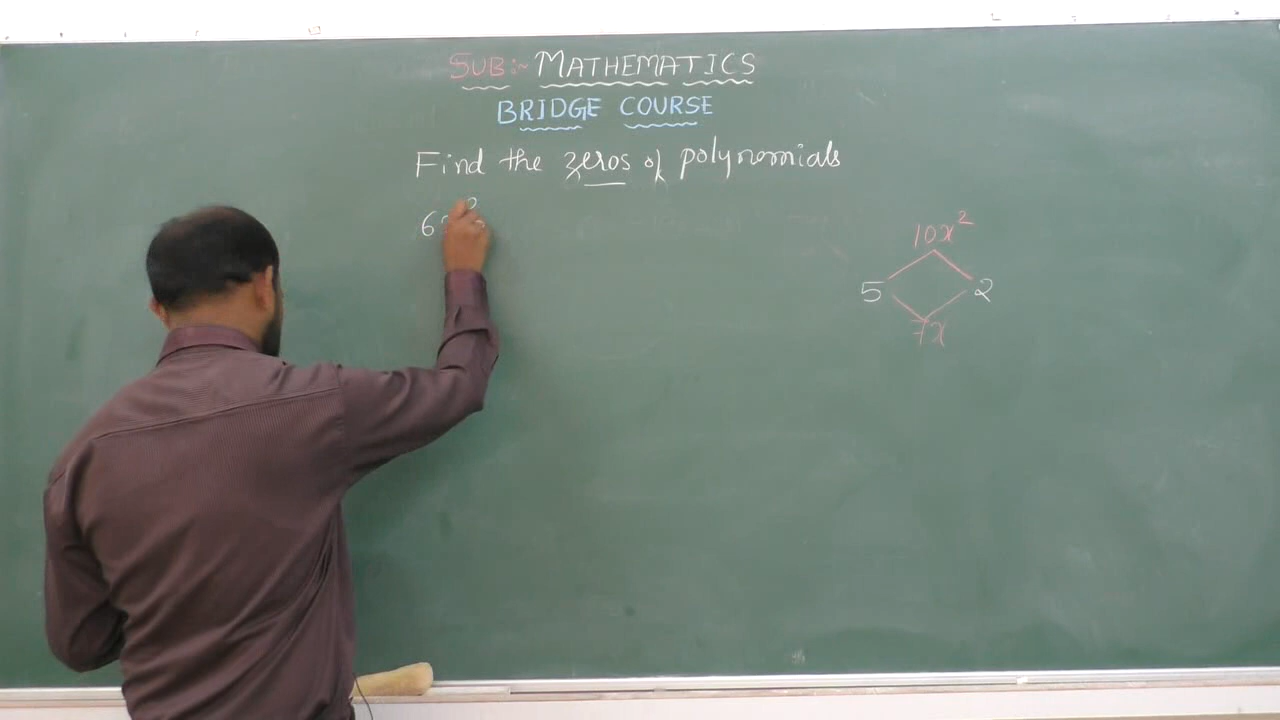 SUB:- MATHEMATICS
BRIDGE COURSE
Find the zeros of polynomials
6
10x²
5 2
7x